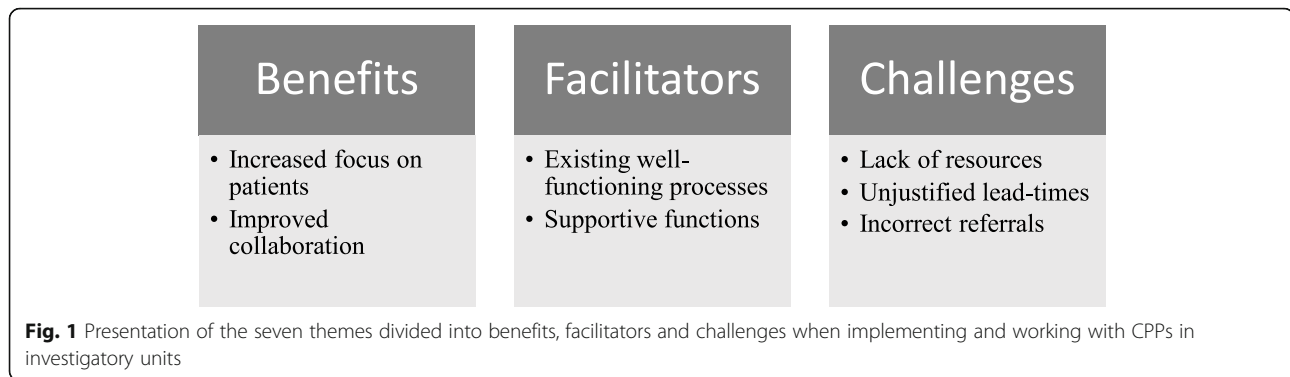 Benefits
• Increased focus on
patients
• Improved
collaboration
Facilitators
• Existing well-
functioning processes
• Supportive functions
Challenges
• Lack of resources
• Unjustified lead-times
• Incorrect referrals
Fig. 1 Presentation of the seven themes divided into benefits, facilitators and challenges when implementing and working with CPPs in
investigatory units